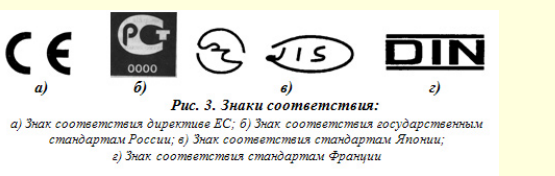 CE РСТ 0000 JIS DIN
а) б) в) г)
Рис. 3. Знаки соответствия:
а) Знак соответствия директиве ЕС; б) Знак соответствия государственным
стандартам России; в) Знак соответствия стандартам Японии;
г) Знак соответствия стандартам Франции